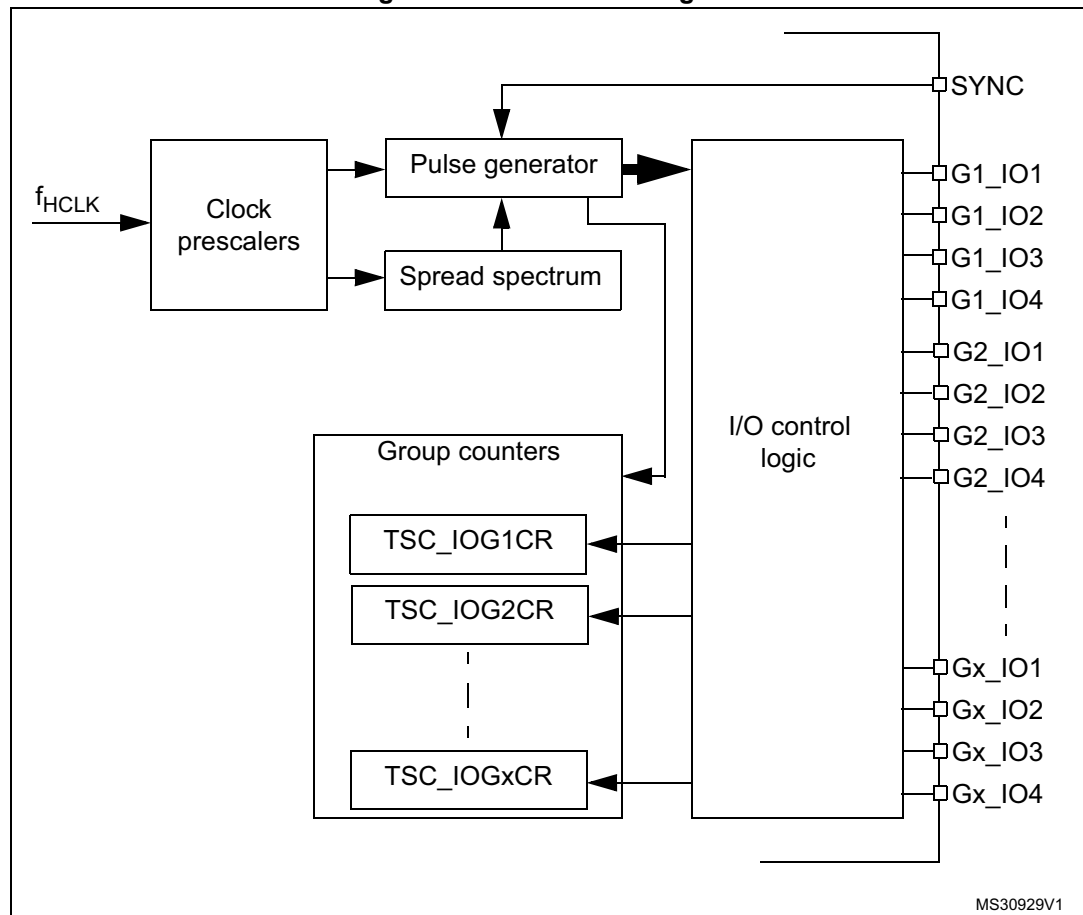 SYNC
Pulse generator
G1_IO1
fHCLK
Clock
prescalers
G1_IO2
G1_IO3
Spread spectrum
G1_IO4
G2_IO1
G2_IO2
I/O control
logic
G2_IO3
Group counters
G2_IO4
TSC_IOG1CR
TSC_IOG2CR
Gx_IO1
Gx_IO2
Gx_IO3
TSC_IOGxCR
Gx_IO4
MS30929V1